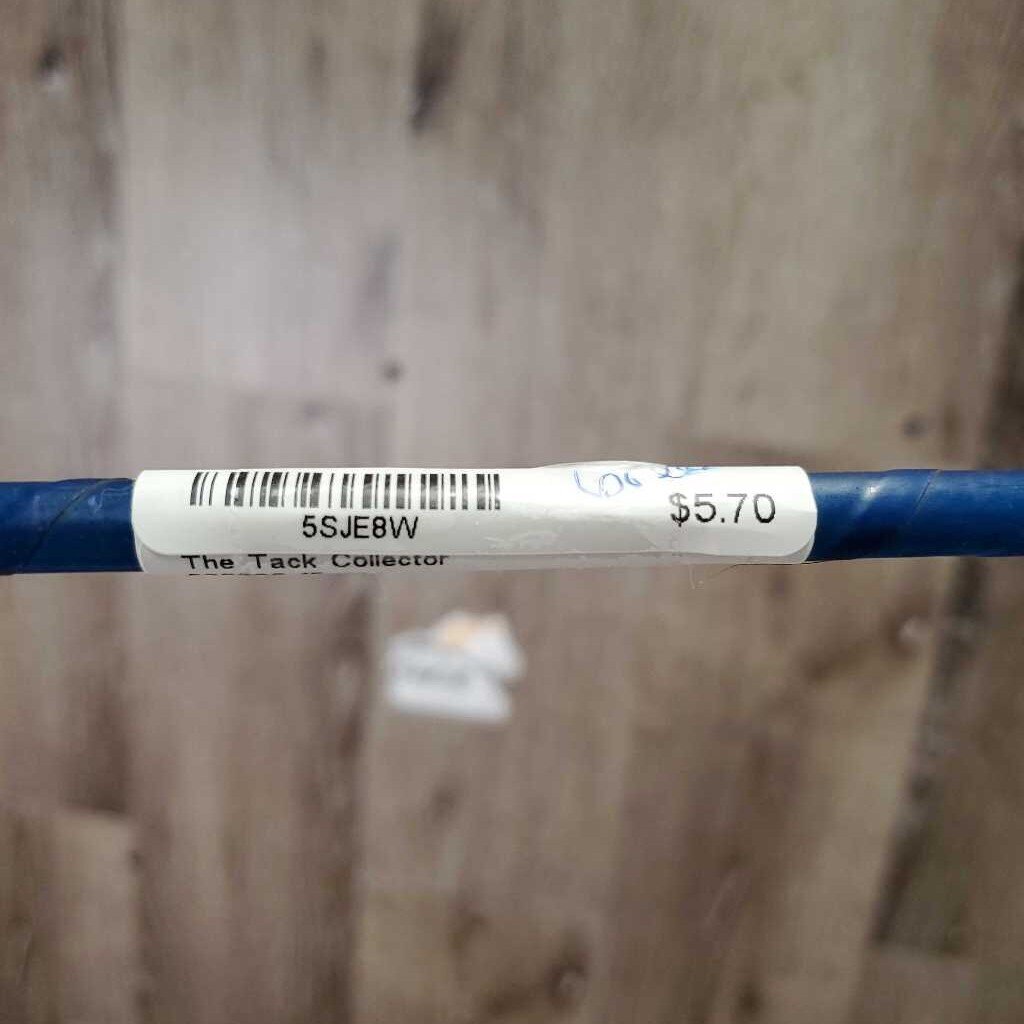 5SJE8W
$5.70
The Tack Collector